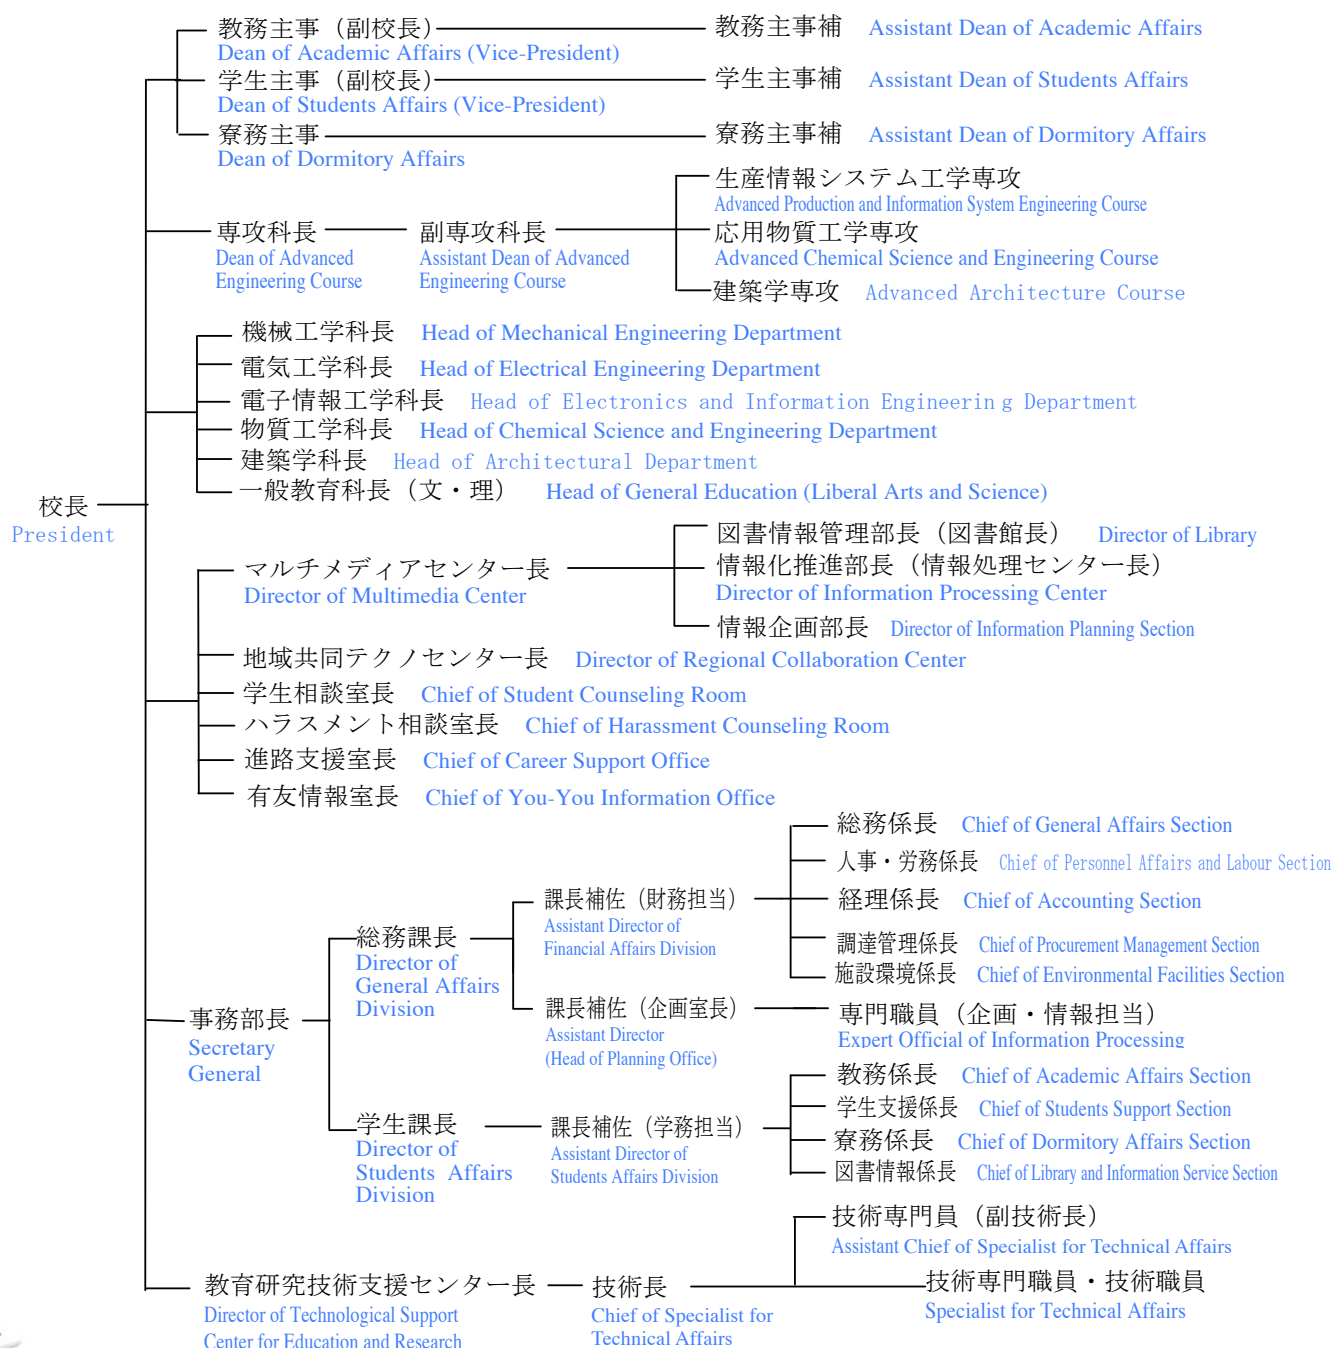 教務主事（副校長） 教務主事補 Assistant Dean of Academic Affairs
Dean of Academic Affairs (Vice-President)
学生主事（副校長） 学生主事補 Assistant Dean of Students Affairs
Dean of Students Affairs (Vice-President)
寮務主事 寮務主事補 Assistant Dean of Dormitory Affairs
Dean of Dormitory Affairs
生産情報システム工学専攻
Advanced Production and Information System Engineering Course
専攻科長 副専攻科長 応用物質工学専攻
Dean of Advanced Assistant Dean of Advanced Advanced Chemical Science and Engineering Course
Engineering Course Engineering Course
建築学専攻 Advanced Architecture Course
機械工学科長 Head of Mechanical Engineering Department
電気工学科長 Head of Electrical Engineering Department
電子情報工学科長 Head of Electronics and Information Engineering Department
物質工学科長 Head of Chemical Science and Engineering Department
建築学科長 Head of Architectural Department
一般教育科長（文・理） Head of General Education (Liberal Arts and Science)
校長
President
図書情報管理部長（図書館長） Director of Library
マルチメディアセンター長 情報化推進部長（情報処理センター長）
Director of Multimedia Center Director of Information Processing Center
情報企画部長 Director of Information Planning Section
地域共同テクノセンター長 Director of Regional Collaboration Center
学生相談室長 Chief of Student Counseling Room
ハラスメント相談室長 Chief of Harassment Counseling Room
進路支援室長 Chief of Career Support Office
有友情報室長 Chief of You-You Information Office
総務係長 Chief of General Affairs Section
人事・労務係長 Chief of Personnel Affairs and Labour Section
課長補佐（財務担当） 経理係長 Chief of Accounting Section
Assistant Director of
Financial Affairs Division
総務課長 調達管理係長 Chief of Procurement Management Section
Director of
General Affairs
Division
施設環境係長 Chief of Environmental Facilities Section
課長補佐（企画室長） 専門職員（企画・情報担当）
Assistant Director Expert Official of Information Processing
(Head of Planning Office)
事務部長
Secretary
General
教務係長 Chief of Academic Affairs Section
学生支援係長 Chief of Students Support Section
学生課長 課長補佐（学務担当） 寮務係長 Chief of Dormitory Affairs Section
Director of Assistant Director of
Students Affairs Students Affairs Division
Division
図書情報係長 Chief of Library and Information Service Section
技術専門員（副技術長）
Assistant Chief of Specialist for Technical Affairs
教育研究技術支援センター長 技術長 技術専門職員・技術職員
Director of Technological Support Chief of Specialist for Specialist for Technical Affairs
Center for Education and Research Technical Affairs